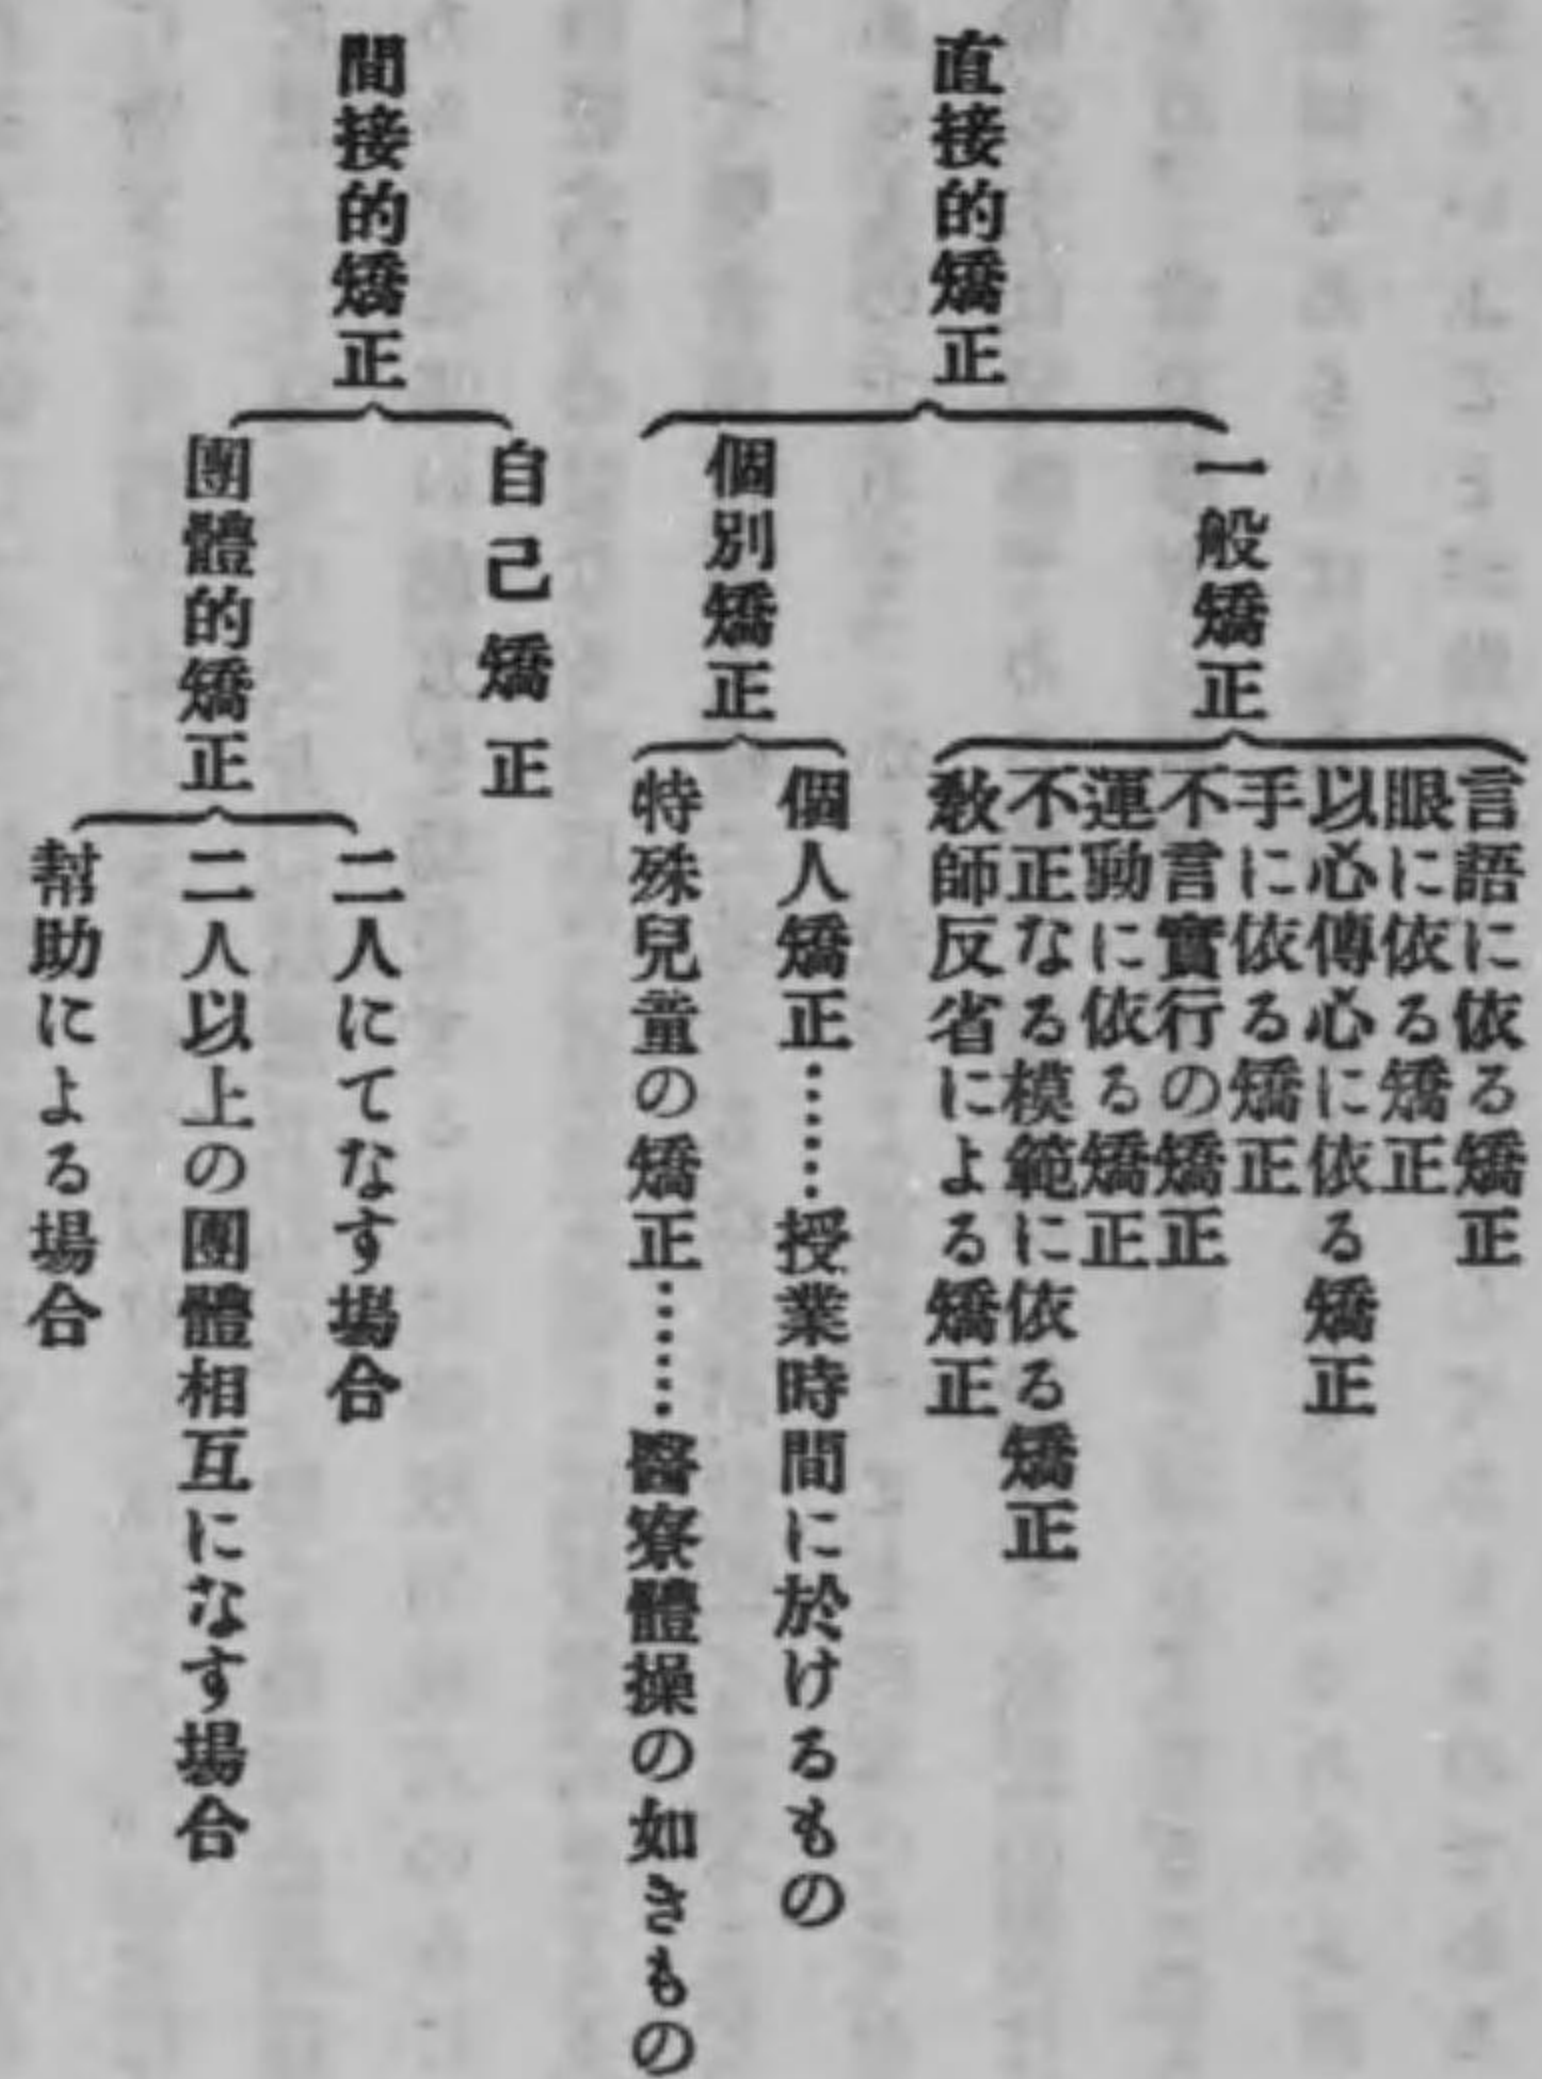 直接的矯正
一般矯正
言語に依る矯正
眼に依る矯正
以心傳心に依る矯正
手に依る矯正
不言實行の矯正
運動に依る矯正
不正なる模範に依る矯正
敎師反省による矯正
個別矯正
個人矯正……授業時間に於けるもの
特殊兒童の矯正……醫寮體操の如きもの
間接的矯正
自己矯正
團體的矯正
二人にてなす場合
二人以上の團體相互になす場合
幇助による場合